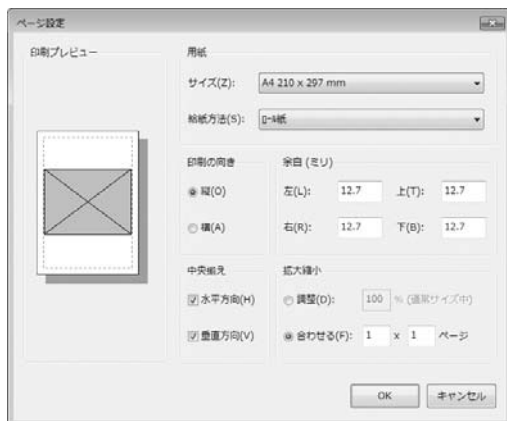 ページ設定
印刷プレビュー
用紙
サイズ(Z):
A4 210 x 297 mm
給紙方法(S):
ロール紙
印刷の向き
縦(O)
横(A)
余白 (ミリ)
左(L): 12.7 上(T): 12.7
右(R): 12.7 下(B): 12.7
中央揃え
水平方向(H)
垂直方向(V)
拡大縮小
調整(D): 100 % (通常サイズ中)
合わせる(F): 1 x 1 ページ
OK キャンセル